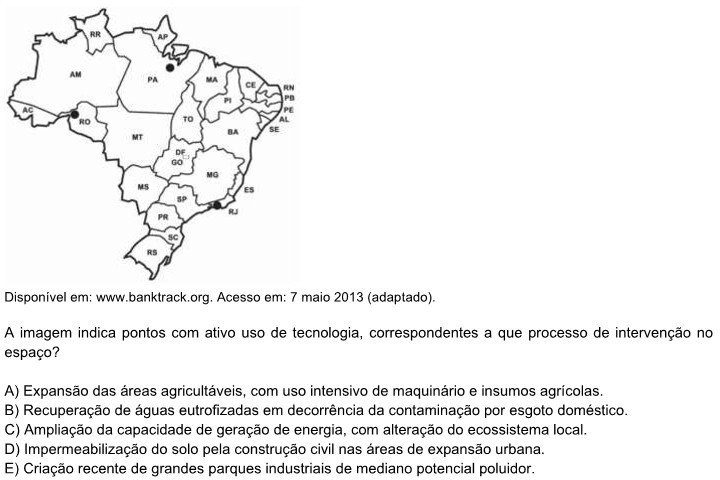 RR
AP
AM
PA
MA
CE
RN
PB
PE
AL
SE
PI
AC
RO
TO
BA
MT
DF
GO
MG
MS
ES
SP
RJ
PR
SC
RS
Disponível em: www.banktrack.org. Acesso em: 7 maio 2013 (adaptado).
A imagem indica pontos com ativo uso de tecnologia, correspondentes a que processo de intervenção no
espaço?
A) Expansão das áreas agricultáveis, com uso intensivo de maquinário e insumos agrícolas.
B) Recuperação de águas eutrofizadas em decorrência da contaminação por esgoto doméstico.
C) Ampliação da capacidade de geração de energia, com alteração do ecossistema local.
D) Impermeabilização do solo pela construção civil nas áreas de expansão urbana.
E) Criação recente de grandes parques industriais de mediano potencial poluidor.